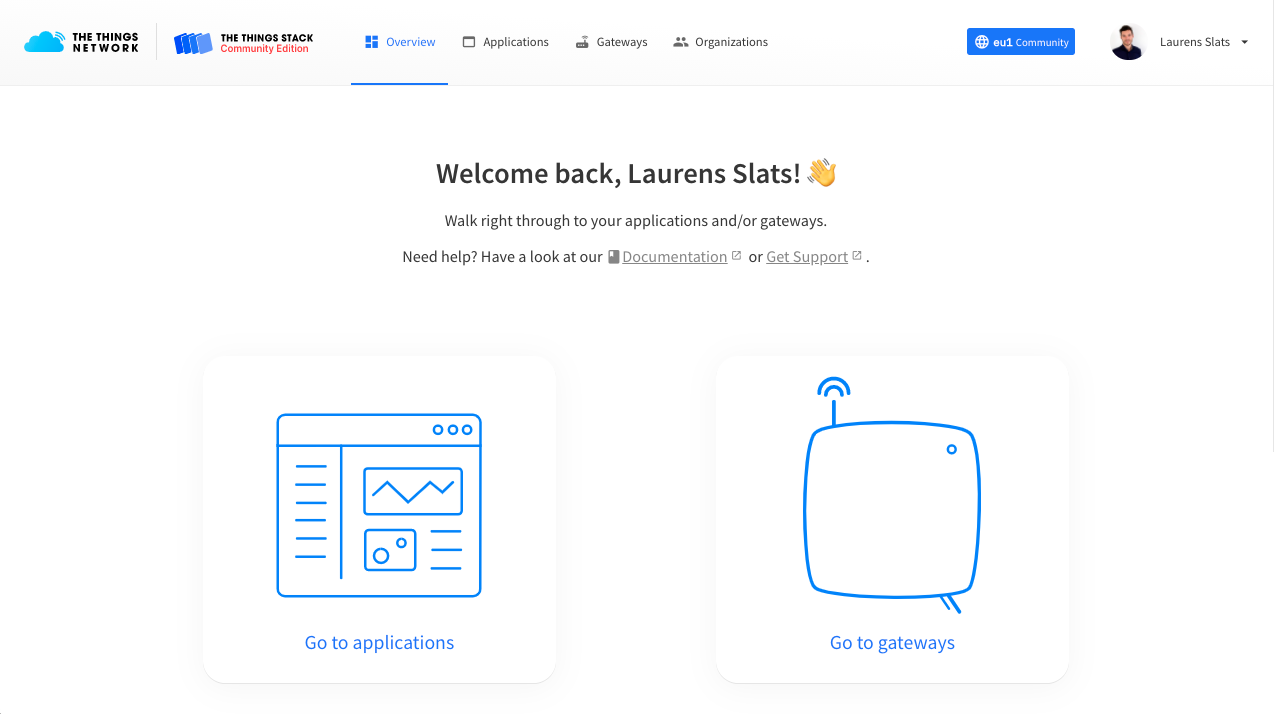 THE THINGS
NETWORK
THE THINGS STACK
Community Edition
Overview
Applications
Gateways
Organizations
eu1 Community
Laurens Slats
Welcome back, Laurens Slats! 👋
Walk right through to your applications and/or gateways.
Need help? Have a look at our Documentation or Get Support .
Go to applications
Go to gateways